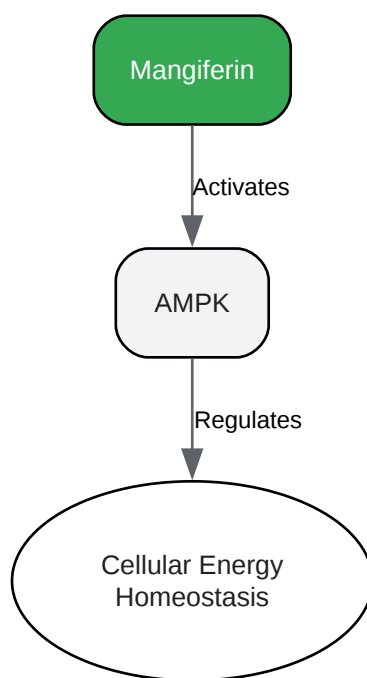 Mangiferin
Activates
AMPK
Regulates
Cellular Energy
Homeostasis